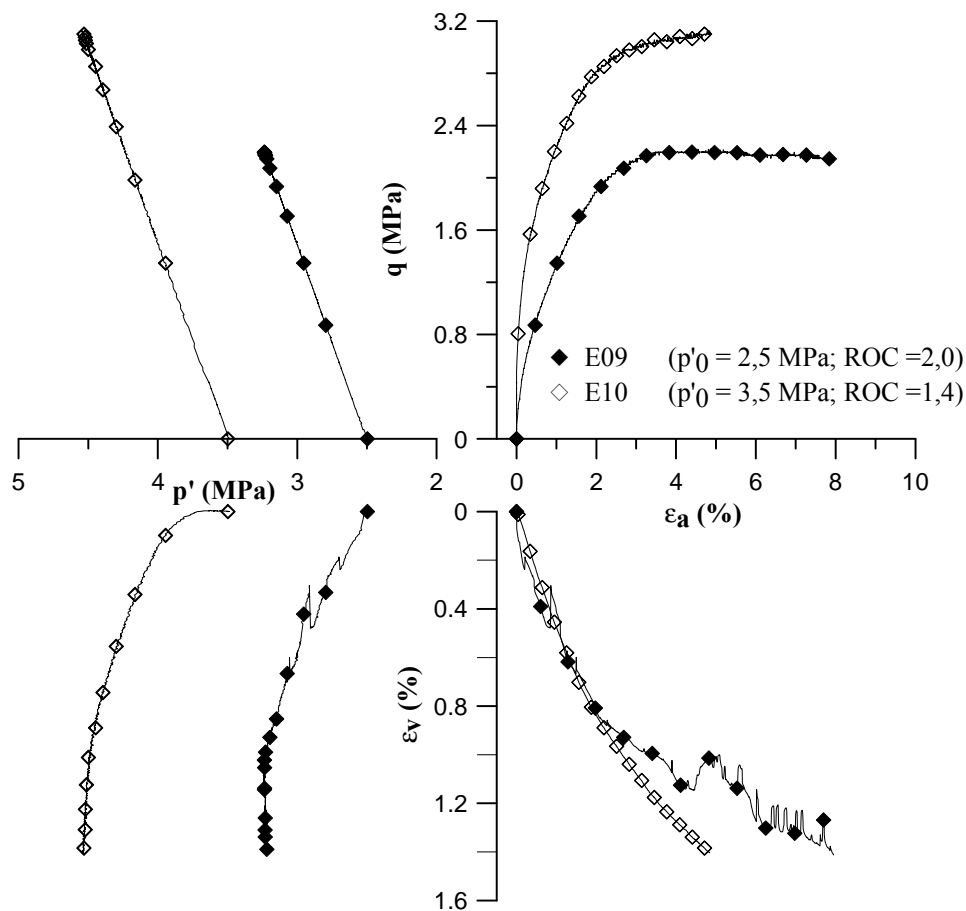 3.2
2.4
1.6
0.8
0
q (MPa)
E09 (p'0 = 2,5 MPa; ROC =2,0)
E10 (p'0 = 3,5 MPa; ROC =1,4)
5 4 3 2
p' (MPa)
0 2 4 6 8 10
εa (%)
0
0.4
0.8
1.2
1.6
εv (%)